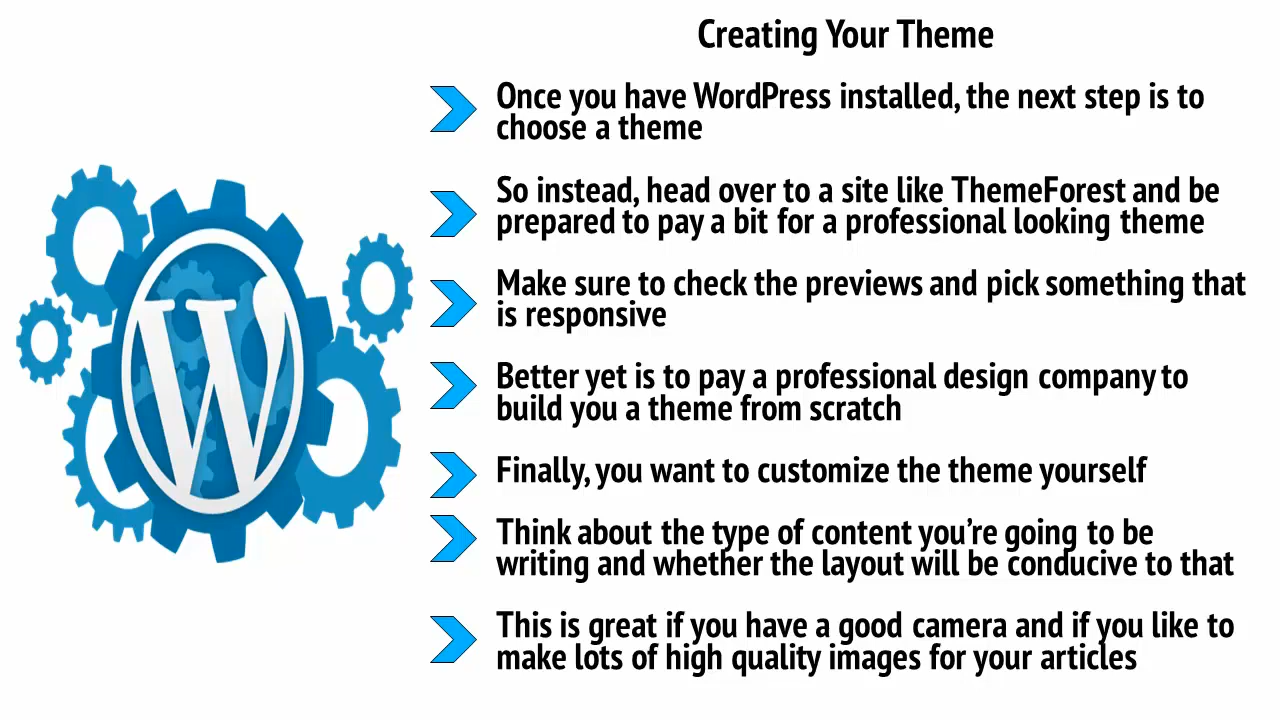 Creating Your Theme
Once you have WordPress installed, the next step is to
choose a theme
So instead, head over to a site like ThemeForest and be
prepared to pay a bit for a professional looking theme
Make sure to check the previews and pick something that
is responsive
Better yet is to pay a professional design company to
build you a theme from scratch
Finally, you want to customize the theme yourself
Think about the type of content you’re going to be
writing and whether the layout will be conducive to that
This is great if you have a good camera and if you like to
make lots of high quality images for your articles
W